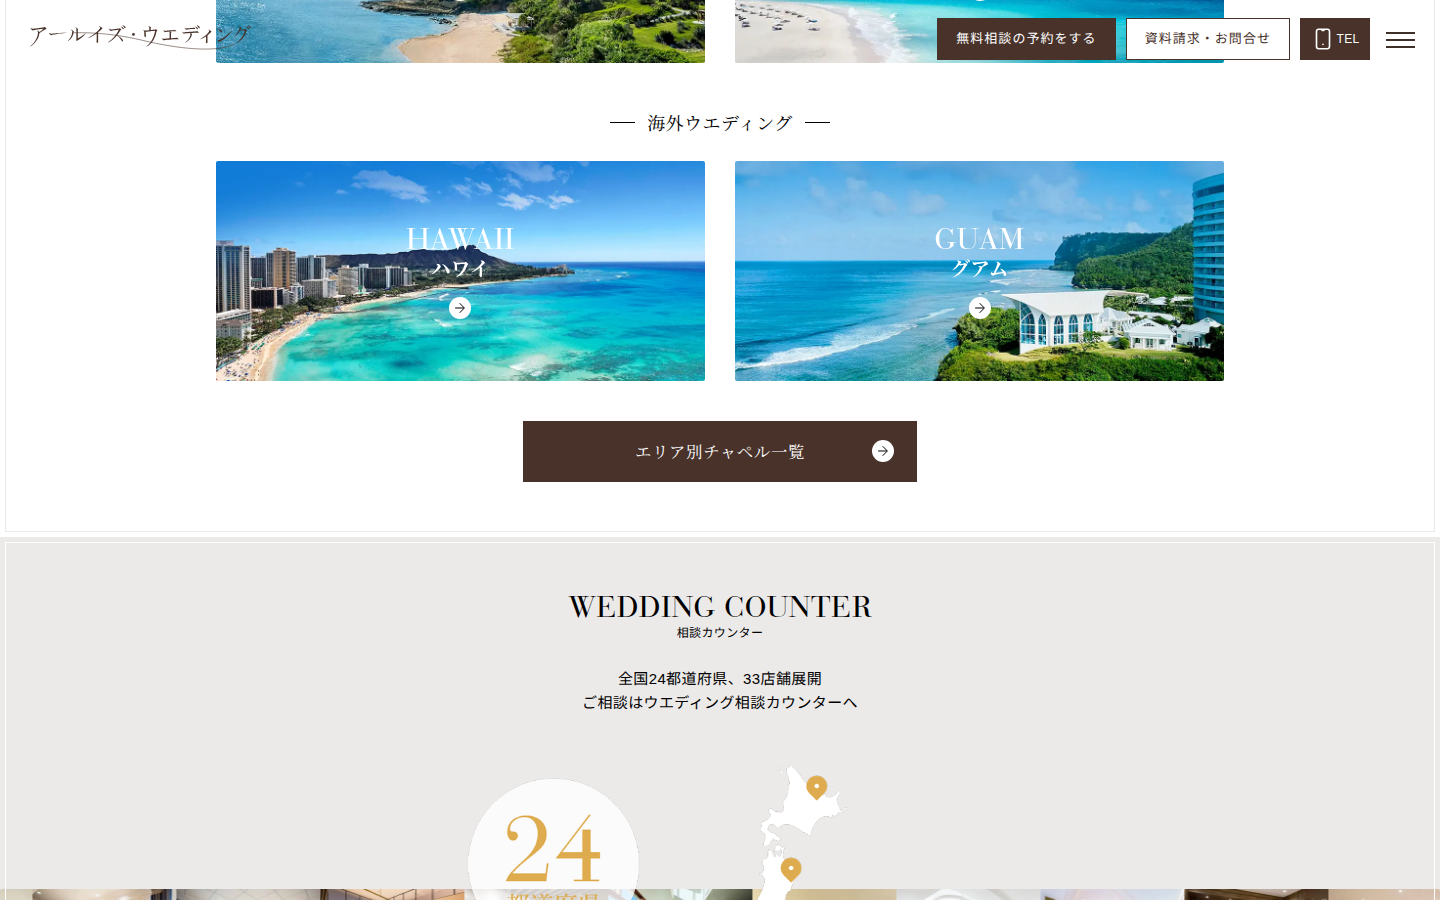 アールイズ・ウエディング
無料相談の予約をする
資料請求・お問合せ
TEL
海外ウエディング
HAWAII
ハワイ
GUAM
グアム
エリア別チャペル一覧
WEDDING COUNTER
相談カウンター
全国24都道府県、33店舗展開
ご相談はウエディング相談カウンターへ
24
都道府県